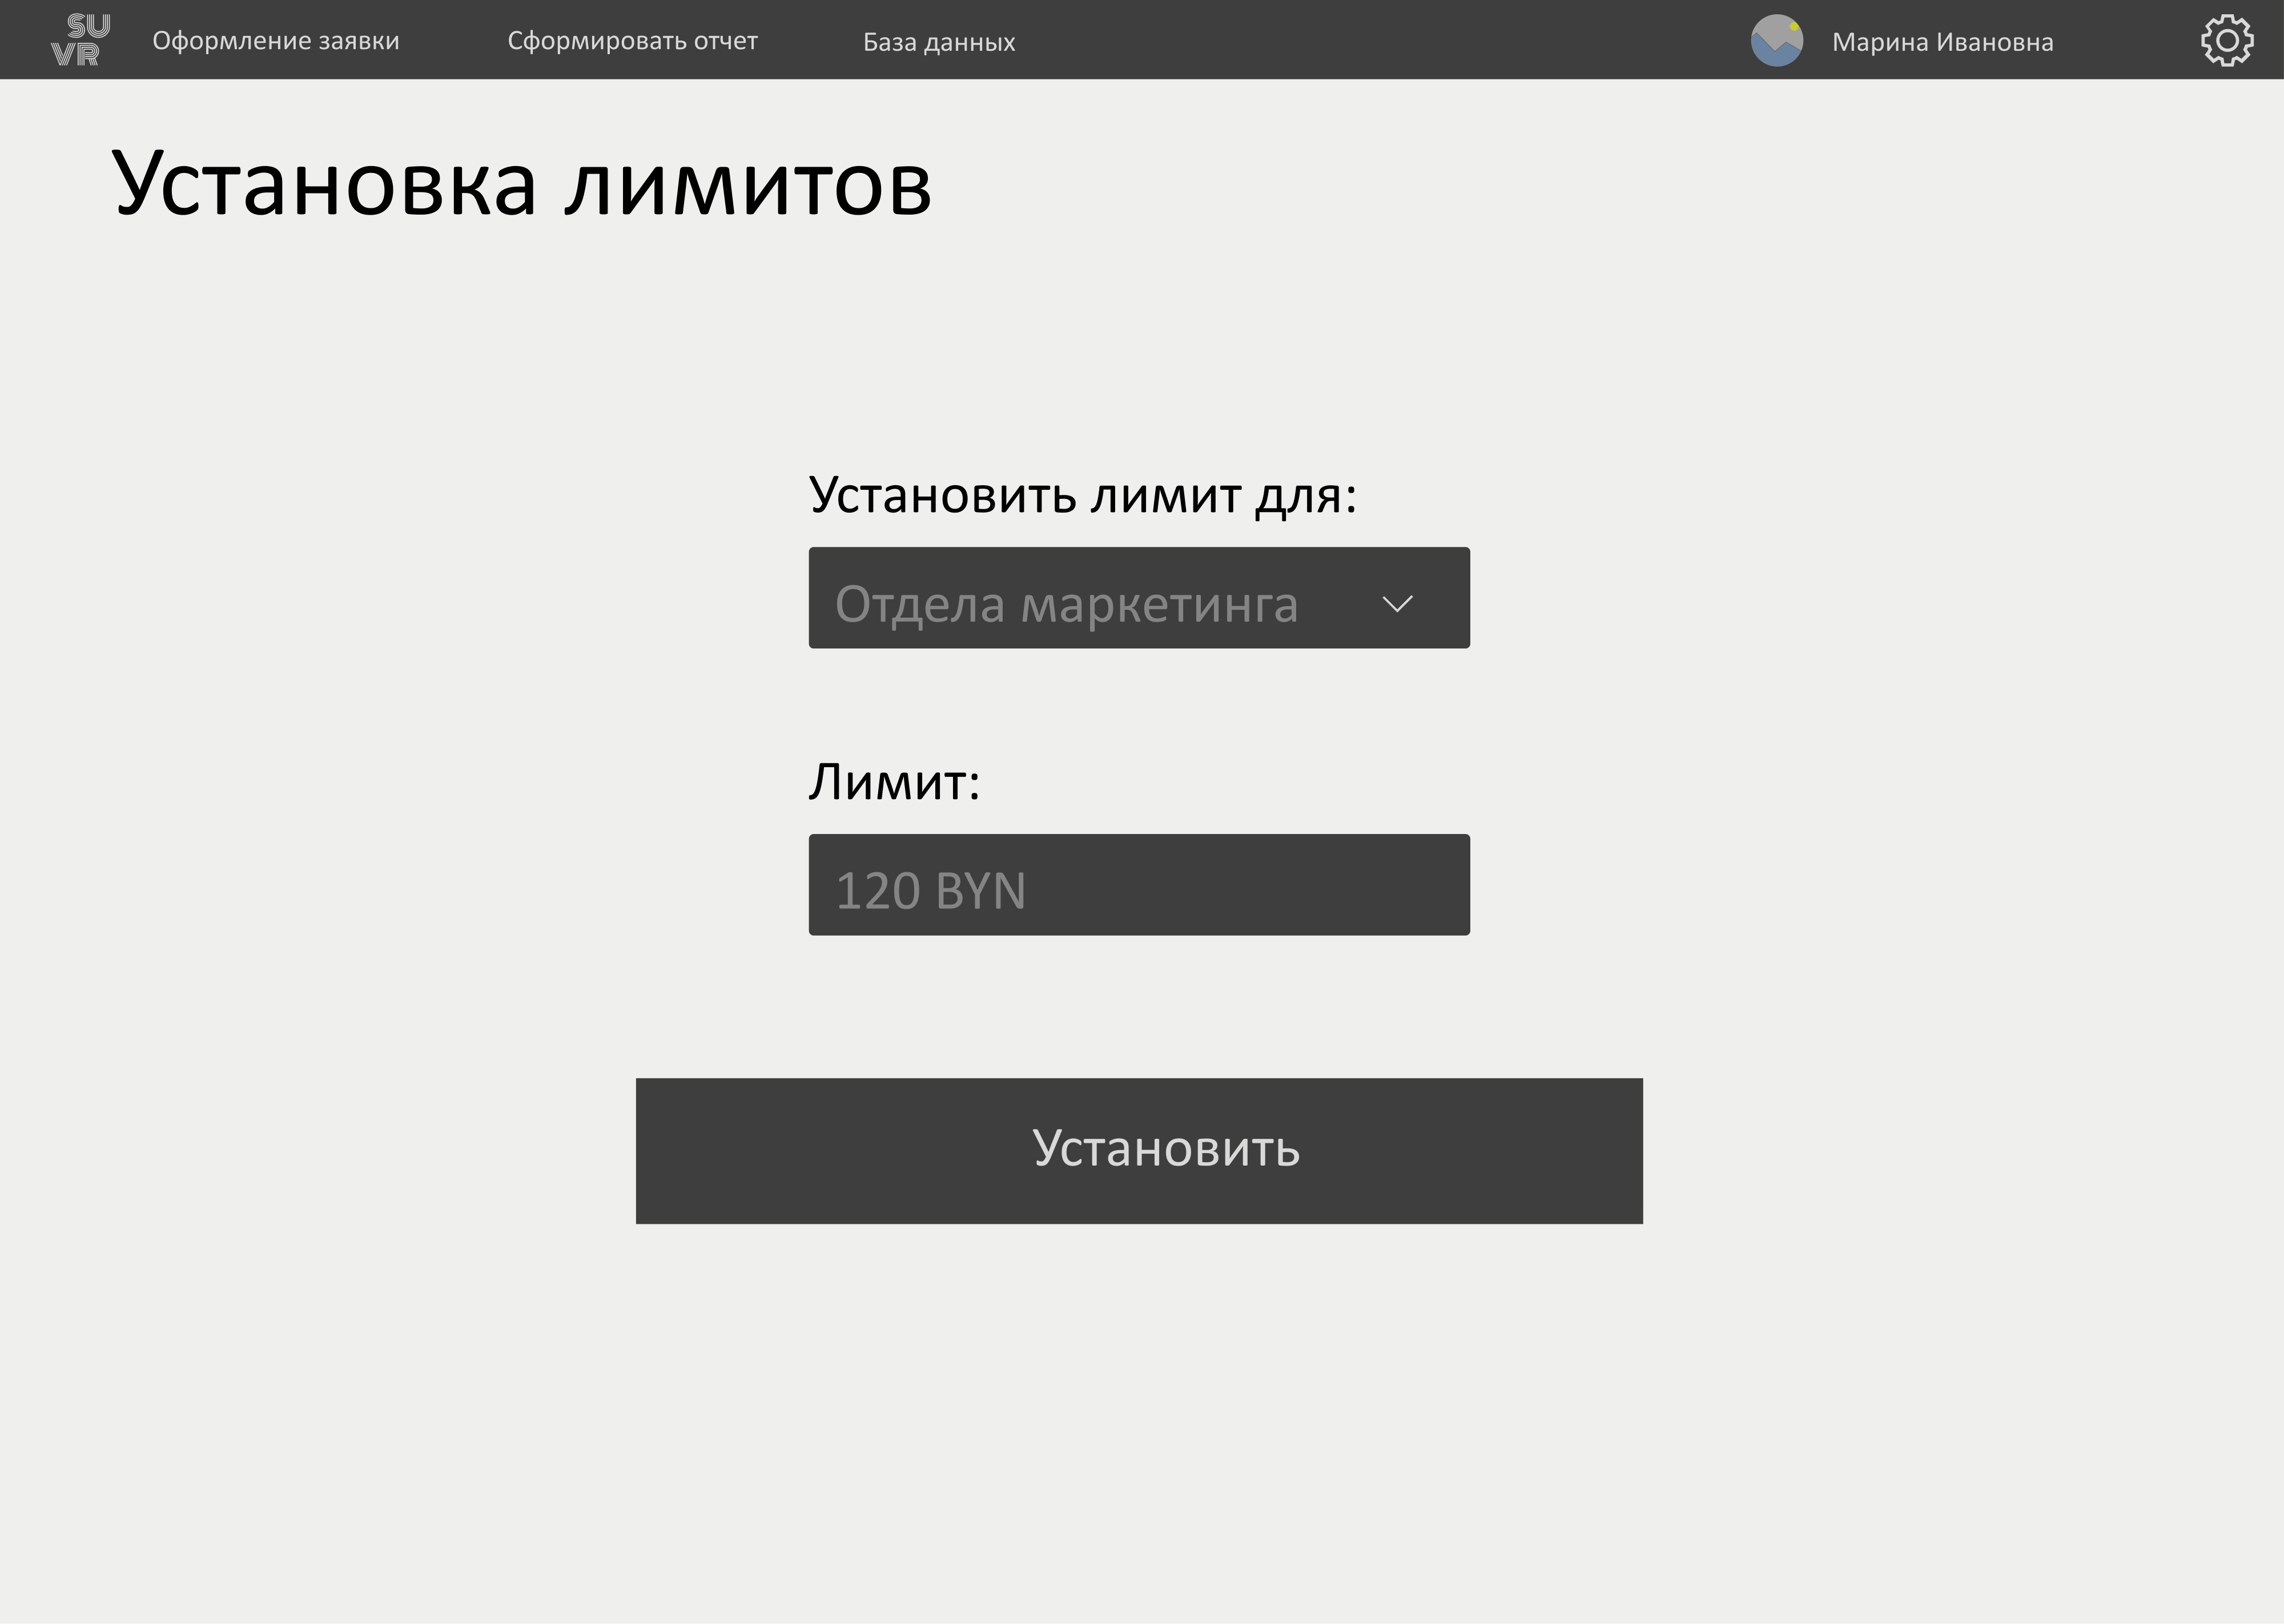 SU
VR
Оформление заявки
Сформировать отчет
База данных
Марина Ивановна
Установка лимитов
Установить лимит для:
Отдела маркетинга
Лимит:
120 BYN
Установить